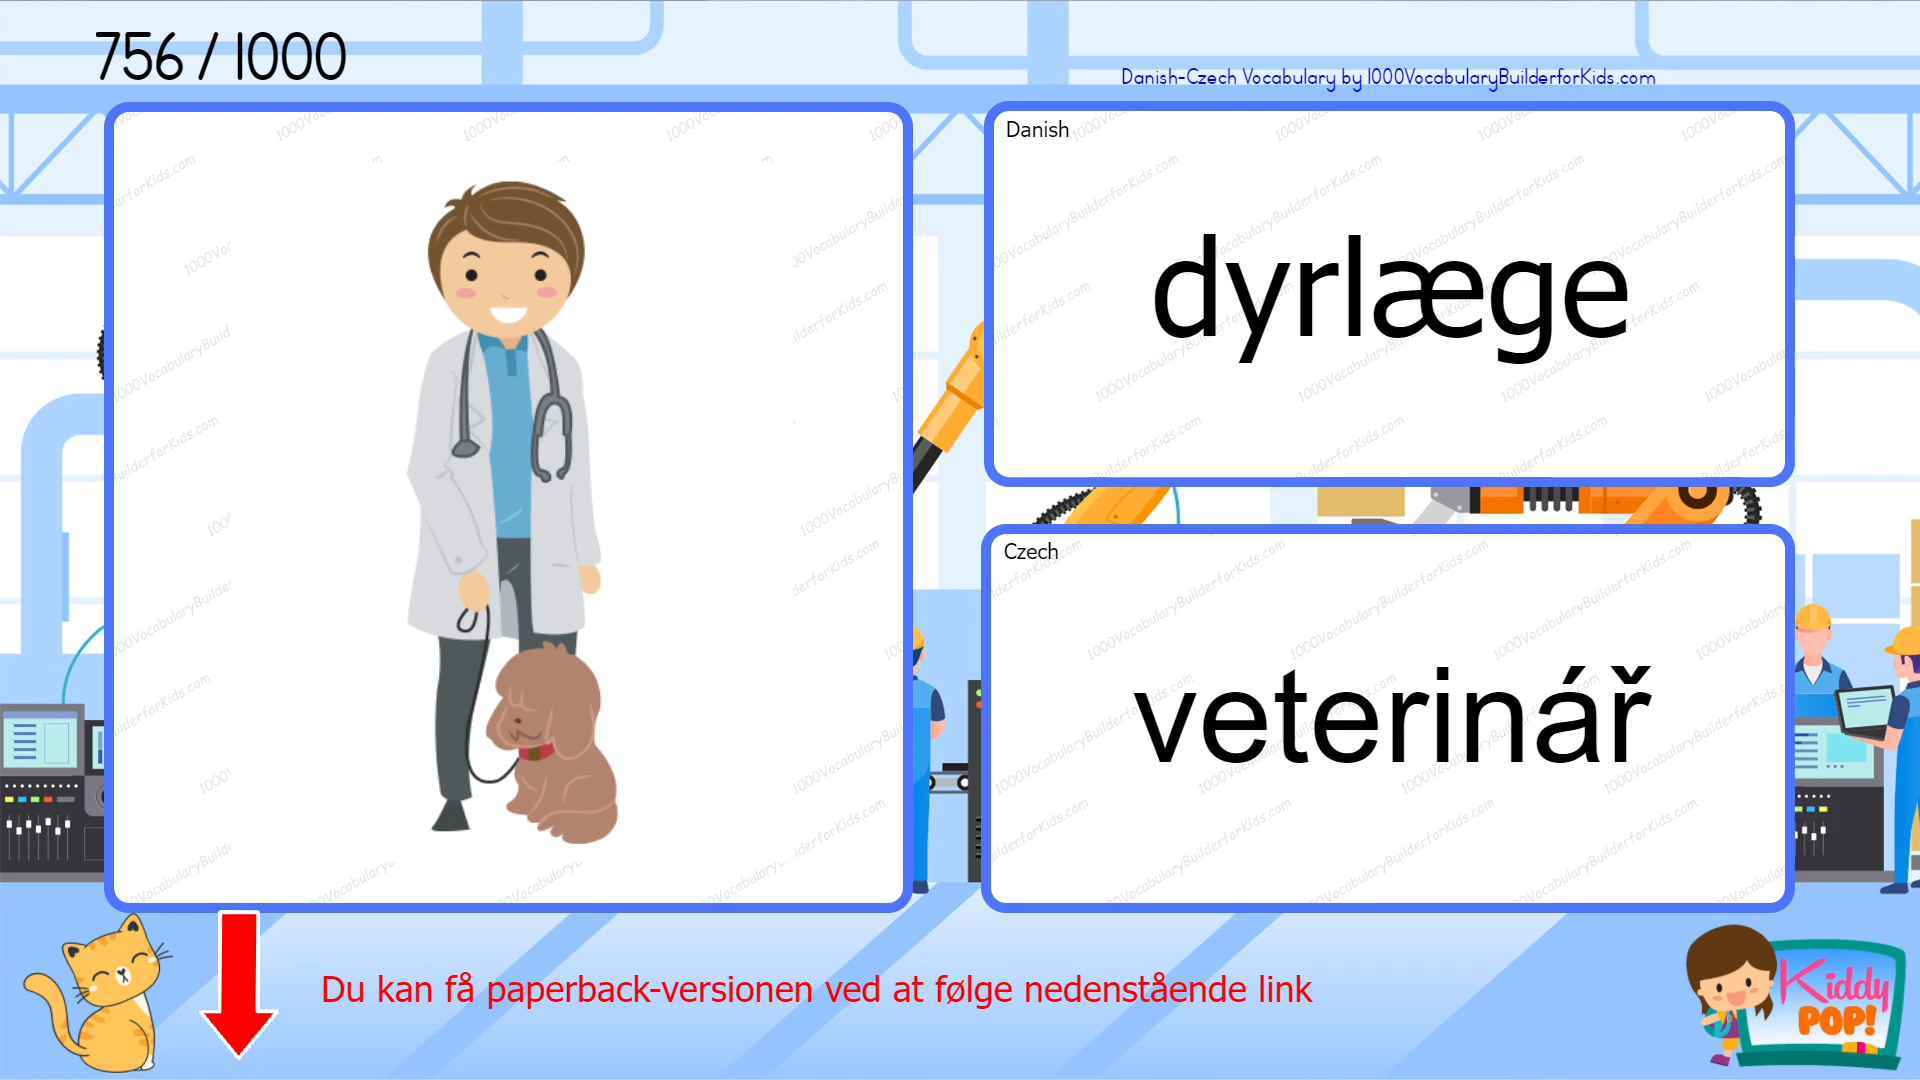 756 / 1000
Danish-Czech Vocabulary by 1000VocabularyBuilderforKids.com
Danish
dyrlæge
Czech
veterinář
Du kan få paperback-versionen ved at følge nedenstående link
Kiddy
POP!